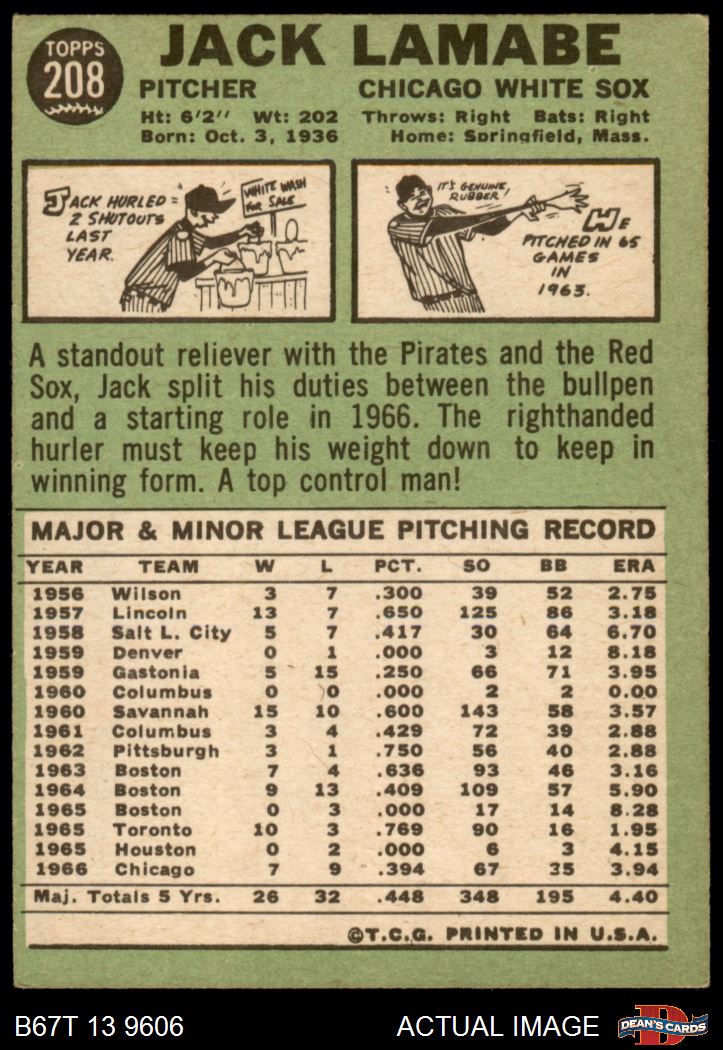 TOPPS
208
JACK LAMABE
PITCHER CHICAGO WHITE SOX
Ht: 6'2" Wt: 202 Throws: Right Bats: Right
Born: Oct. 3, 1936 Home: Springfield, Mass.
JACK HURLED
2 SHUTOUTS
LAST
YEAR.
WHITE WASH
FOR SALE
IT'S GENUINE,
RUBBER!
HE
PITCHED IN 65
GAMES
IN
1963.
A standout reliever with the Pirates and the Red
Sox, Jack split his duties between the bullpen
and a starting role in 1966. The righthanded
hurler must keep his weight down to keep in
winning form. A top control man!
MAJOR & MINOR LEAGUE PITCHING RECORD
YEAR TEAM W L PCT. SO BB ERA
1956 Wilson 3 7 .300 39 52 2.75
1957 Lincoln 13 7 .650 125 86 3.18
1958 Salt L. City 5 7 .417 30 64 6.70
1959 Denver 0 1 .000 3 12 8.18
1959 Gastonia 5 15 .250 66 71 3.95
1960 Columbus 0 0 .000 2 2 0.00
1960 Savannah 15 10 .600 143 58 3.57
1961 Columbus 3 4 .429 72 39 2.88
1962 Pittsburgh 3 1 .750 56 40 2.88
1963 Boston 7 4 .636 93 46 3.16
1964 Boston 9 13 .409 109 57 5.90
1965 Boston 0 3 .000 17 14 8.28
1965 Toronto 10 3 .769 90 16 1.95
1965 Houston 0 2 .000 6 3 4.15
1966 Chicago 7 9 .394 67 35 3.94
Maj. Totals 5 Yrs. 26 32 .448 348 195 4.40
©T.C.G. PRINTED IN U.S.A.
B67T 13 9606 ACTUAL IMAGE
D
DEAN'S CARDS